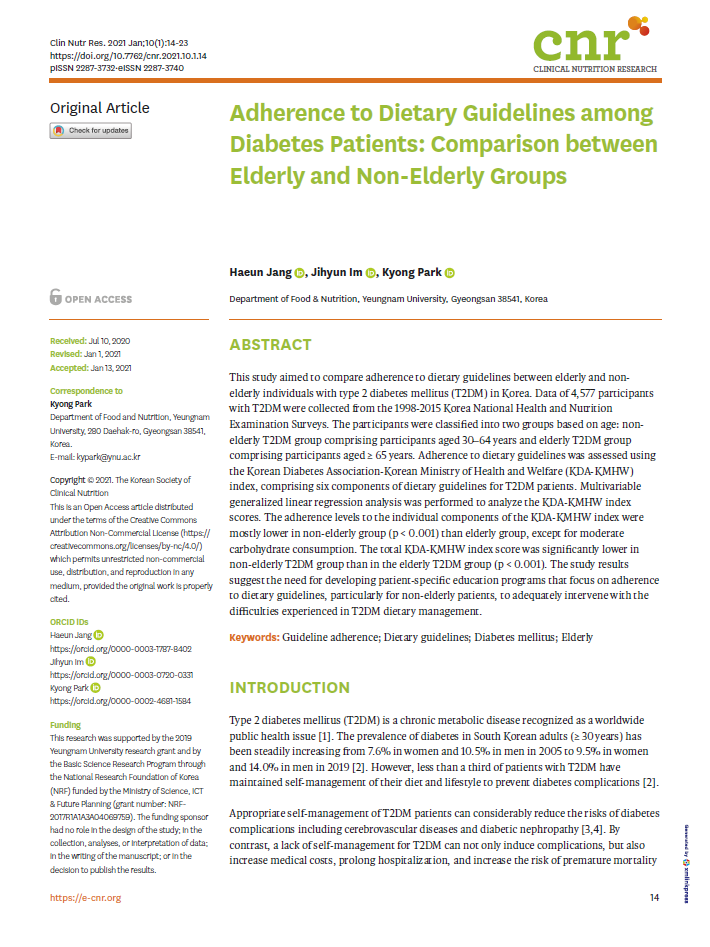 Clin Nutr Res. 2021 Jan;10(1):14-23
https://doi.org/10.7762/cnr.2021.10.1.14
pISSN 2287-3732·eISSN 2287-3740
cnr
CLINICAL NUTRITION RESEARCH
Original Article
Check for updates
Adherence to Dietary Guidelines among
Diabetes Patients: Comparison between
Elderly and Non-Elderly Groups
Haeun Jang iD, Jihyun Im iD, Kyong Park iD
Department of Food & Nutrition, Yeungnam University, Gyeongsan 38541, Korea
OPEN ACCESS
Received: Jul 10, 2020
Revised: Jan 1, 2021
Accepted: Jan 13, 2021
Correspondence to
Kyong Park
Department of Food and Nutrition, Yeungnam
University, 280 Daehak-ro, Gyeongsan 38541,
Korea.
E-mail: kypark@ynu.ac.kr
Copyright © 2021. The Korean Society of
Clinical Nutrition
This is an Open Access article distributed
under the terms of the Creative Commons
Attribution Non-Commercial License (https://
creativecommons.org/licenses/by-nc/4.0/)
which permits unrestricted non-commercial
use, distribution, and reproduction in any
medium, provided the original work is properly
cited.
ORCID iDs
Haeun Jang iD
https://orcid.org/0000-0003-1787-8402
Jihyun Im iD
https://orcid.org/0000-0003-0720-0331
Kyong Park iD
https://orcid.org/0000-0002-4681-1584
Funding
This research was supported by the 2019
Yeungnam University research grant and by
the Basic Science Research Program through
the National Research Foundation of Korea
(NRF) funded by the Ministry of Science, ICT
& Future Planning (grant number: NRF-
2017R1A1A3A04069759). The funding sponsor
had no role in the design of the study; in the
collection, analyses, or interpretation of data;
in the writing of the manuscript; or in the
decision to publish the results.
ABSTRACT
This study aimed to compare adherence to dietary guidelines between elderly and non-
elderly individuals with type 2 diabetes mellitus (T2DM) in Korea. Data of 4,577 participants
with T2DM were collected from the 1998-2015 Korea National Health and Nutrition
Examination Surveys. The participants were classified into two groups based on age: non-
elderly T2DM group comprising participants aged 30–64 years and elderly T2DM group
comprising participants aged ≥ 65 years. Adherence to dietary guidelines was assessed using
the Korean Diabetes Association-Korean Ministry of Health and Welfare (KDA-KMHW)
index, comprising six components of dietary guidelines for T2DM patients. Multivariable
generalized linear regression analysis was performed to analyze the KDA-KMHW index
scores. The adherence levels to the individual components of the KDA-KMHW index were
mostly lower in non-elderly group (p < 0.001) than elderly group, except for moderate
carbohydrate consumption. The total KDA-KMHW index score was significantly lower in
non-elderly T2DM group than in the elderly T2DM group (p < 0.001). The study results
suggest the need for developing patient-specific education programs that focus on adherence
to dietary guidelines, particularly for non-elderly patients, to adequately intervene with the
difficulties experienced in T2DM dietary management.
Keywords: Guideline adherence; Dietary guidelines; Diabetes mellitus; Elderly
INTRODUCTION
Type 2 diabetes mellitus (T2DM) is a chronic metabolic disease recognized as a worldwide
public health issue [1]. The prevalence of diabetes in South Korean adults (≥ 30 years) has
been steadily increasing from 7.6% in women and 10.5% in men in 2005 to 9.5% in women
and 14.0% in men in 2019 [2]. However, less than a third of patients with T2DM have
maintained self-management of their diet and lifestyle to prevent diabetes complications [2].
Appropriate self-management of T2DM patients can considerably reduce the risks of diabetes
complications including cerebrovascular diseases and diabetic nephropathy [3,4]. By
contrast, a lack of self-management for T2DM can not only induce complications, but also
increase medical costs, prolong hospitalization, and increase the risk of premature mortality
https://e-cnr.org
14
Generated by xmlinkpress